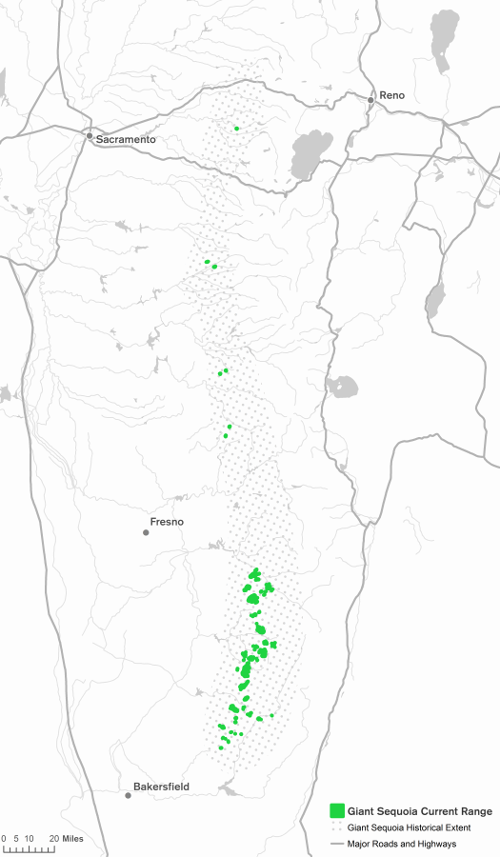 Reno
Sacramento
Fresno
Bakersfield
Giant Sequoia Current Range
Giant Sequoia Historical Extent
Major Roads and Highways
0 5 10 20 Miles